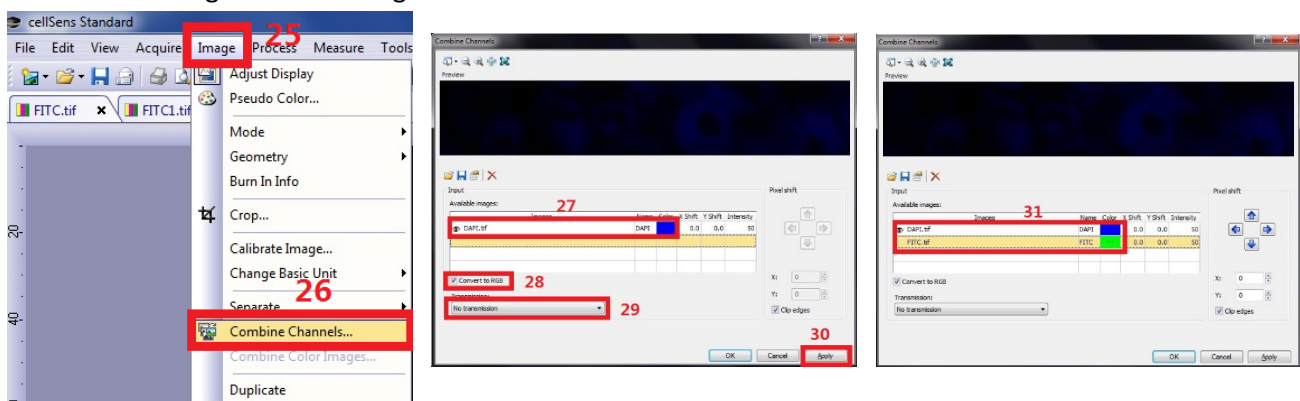 cellSens Standard
25
File Edit View Acquire Image Process Measure Tools
Adjust Display
FITC.tif x FITC1.tif
Pseudo Color...
Mode
Geometry
Burn In Info
Crop...
Calibrate Image...
Change Basic Unit
26
Separate
Combine Channels...
Combine Color Images...
Duplicate
20
40
Combine Channels
Preview
Input
Pixel shift
Available images:
27
Images Name Color X Shift Y Shift Intensity
DAPI.tif DAPI 0.0 0.0 50
Convert to RGB 28
X: 0
Transmission:
Y: 0
No transmission 29
Clip edges
30
OK Cancel Apply
Combine Channels
Preview
Input
Pixel shift
Available images:
31
Images Name Color X Shift Y Shift Intensity
DAPI.tif DAPI 0.0 0.0 50
FITC.tif FITC 0.0 0.0 50
Convert to RGB
X: 0
Transmission:
Y: 0
No transmission
Clip edges
OK Cancel Apply